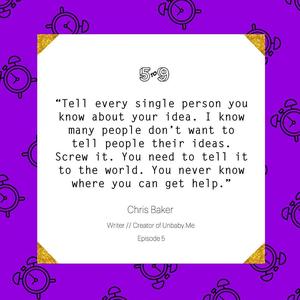 5 to 9
“Tell every single person you
know about your idea. I know
many people don’t want to
tell people their ideas.
Screw it. You need to tell it
to the world. You never know
where you can get help.”
Chris Baker
Writer // Creator of Unbaby.Me
Episode 5